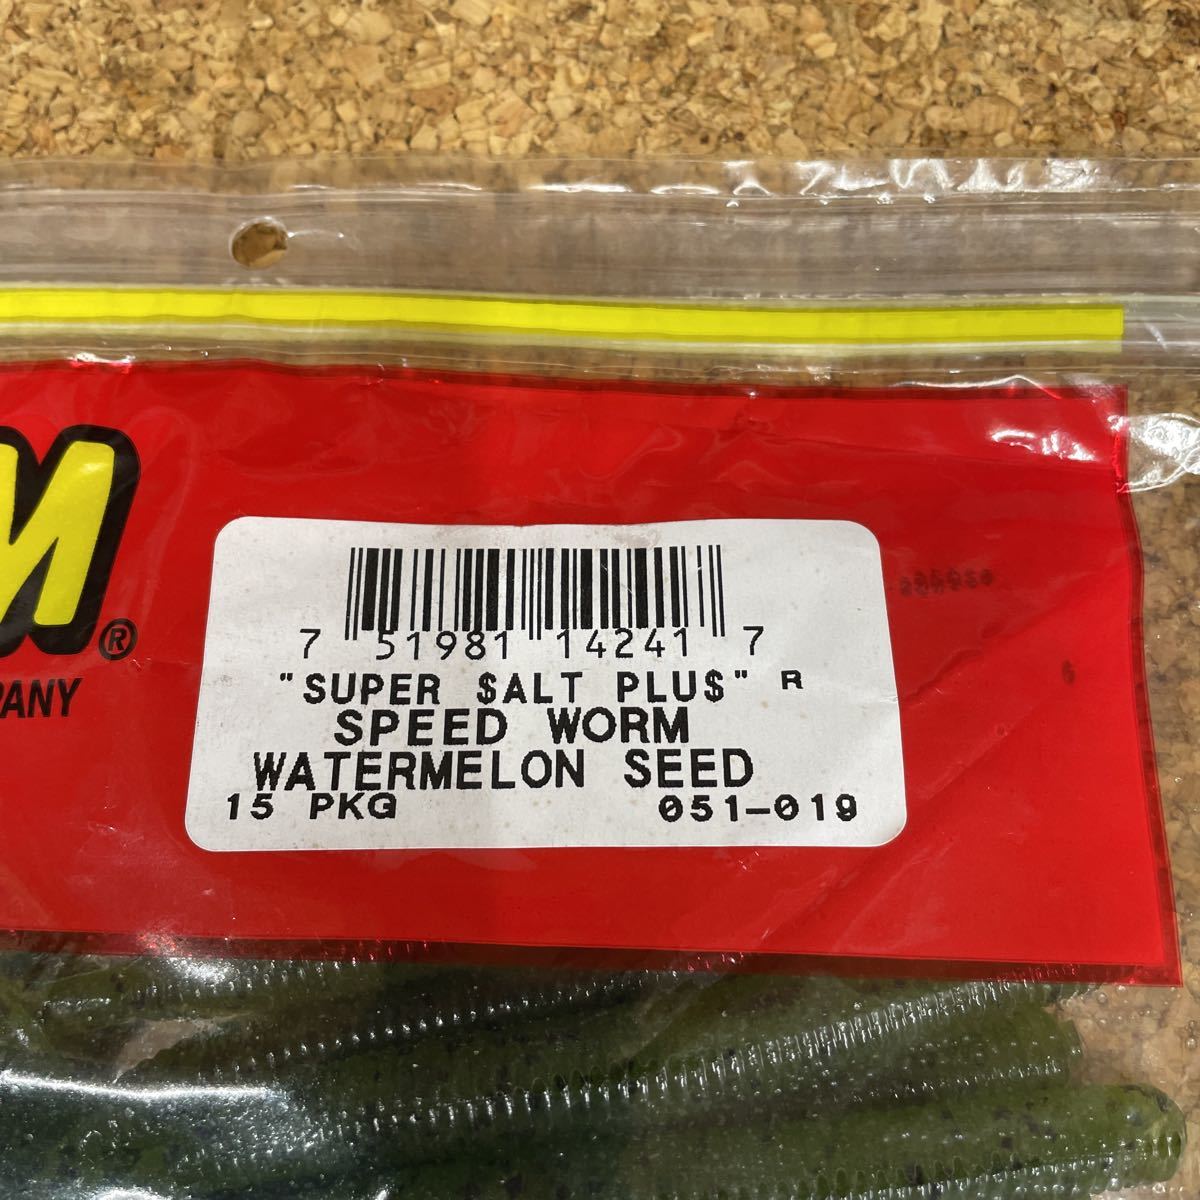 M®
PANY
7 51981 14241 7
"SUPER $ALT PLU$" R
SPEED WORM
WATERMELON SEED
15 PKG 051-019